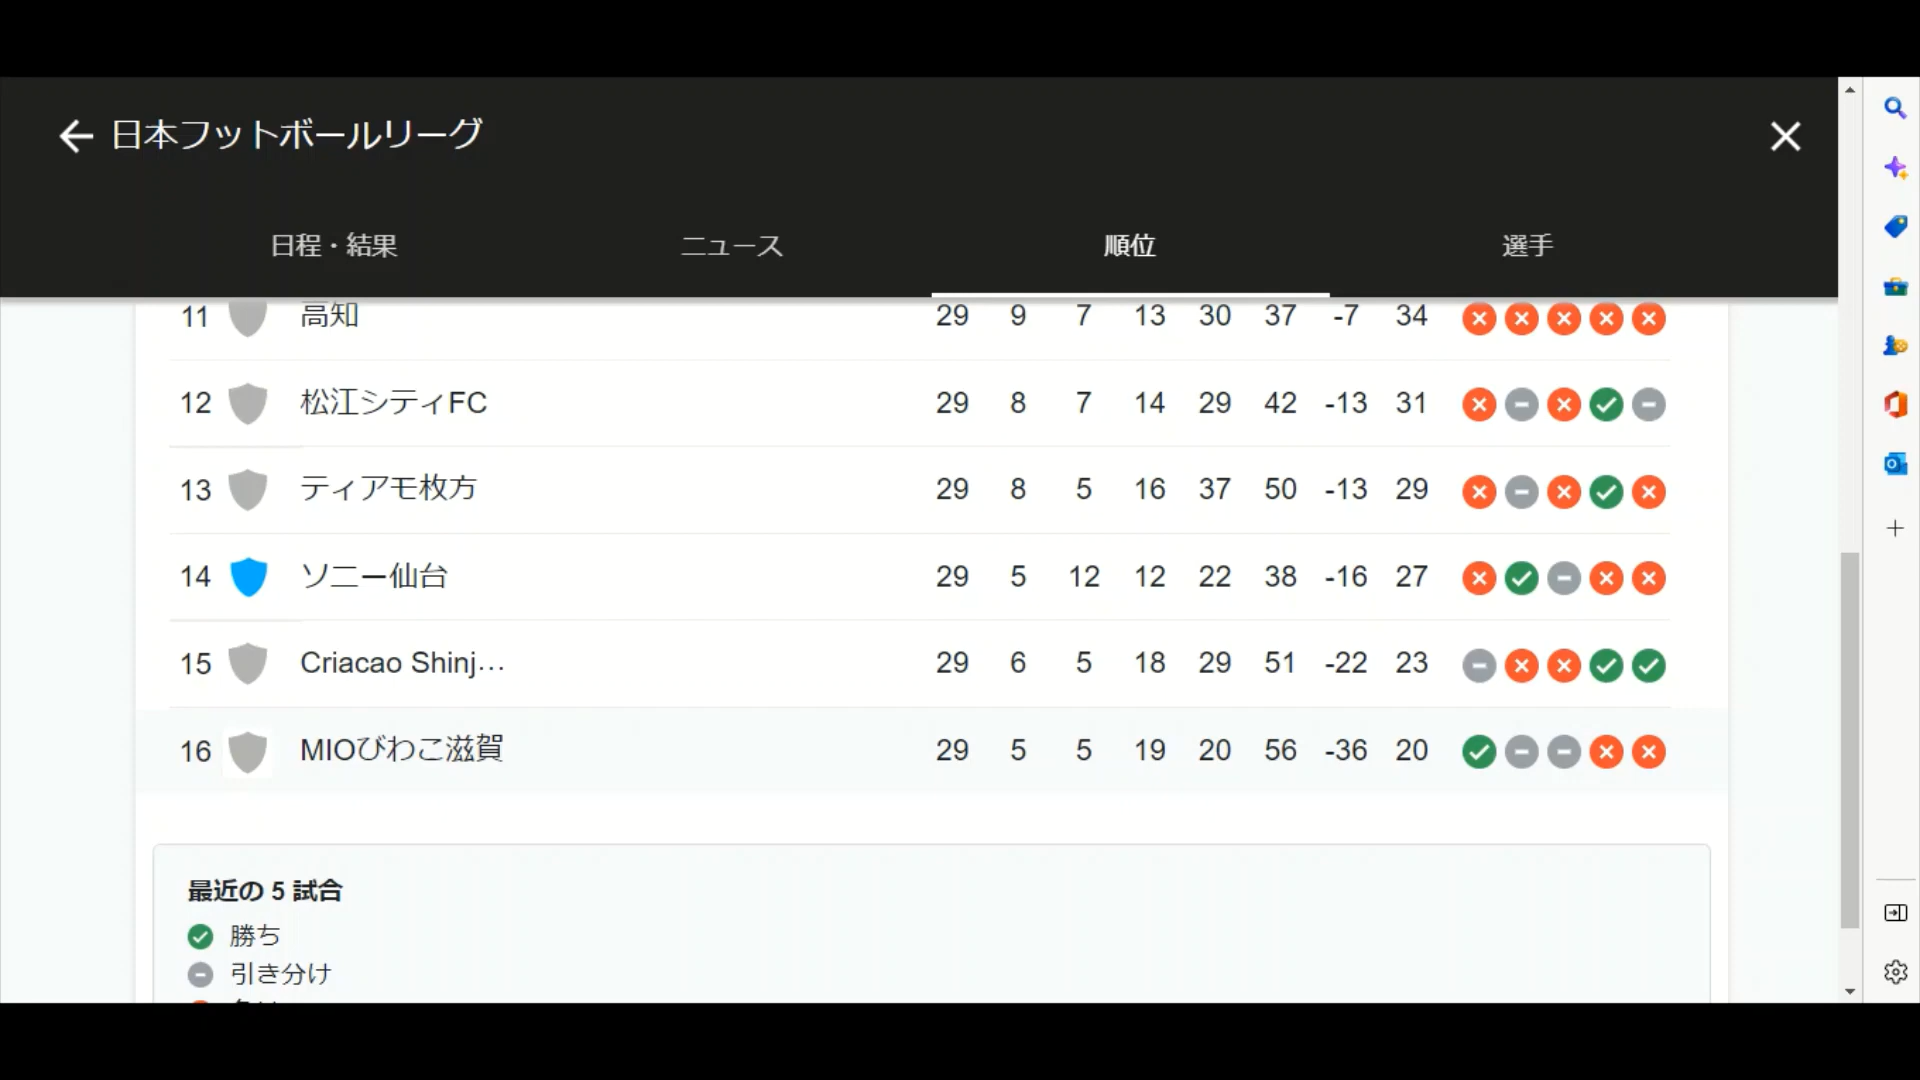 日本フットボールリーグ
日程・結果 ニュース 順位 選手
11 高知 29 9 7 13 30 37 -7 34
12 松江シティFC 29 8 7 14 29 42 -13 31
13 ティアモ枚方 29 8 5 16 37 50 -13 29
14 ソニー仙台 29 5 12 12 22 38 -16 27
15 Criacao Shinj… 29 6 5 18 29 51 -22 23
16 MIOびわこ滋賀 29 5 5 19 20 56 -36 20
最近の 5 試合
勝ち
引き分け